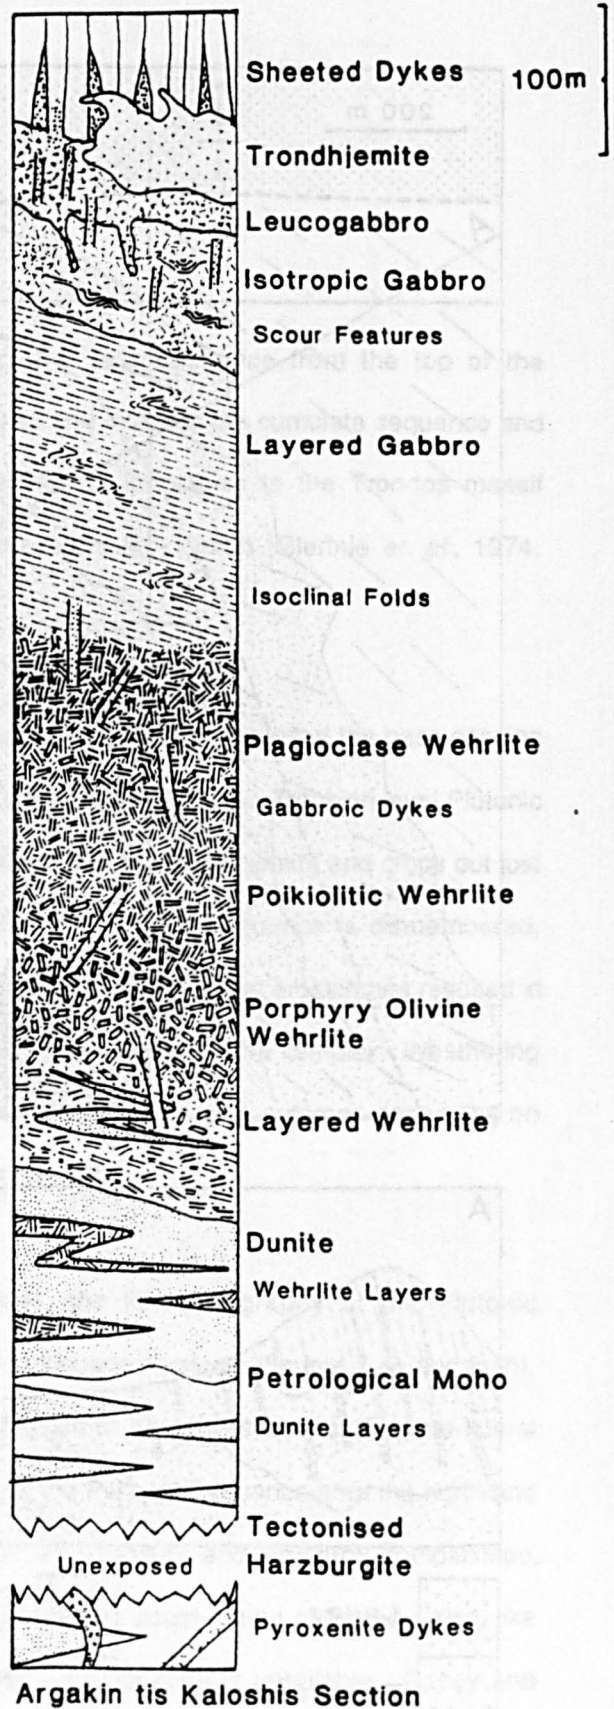 Sheeted Dykes
100m
Trondhjemite
Leucogabbro
Isotropic Gabbro
Scour Features
Layered Gabbro
Isoclinal Folds
Plagioclase Wehrlite
Gabbroic Dykes
Poikiolitic Wehrlite
Porphyry Olivine
Wehrlite
Layered Wehrlite
Dunite
Wehrlite Layers
Petrological Moho
Dunite Layers
Tectonised
Unexposed
Harzburgite
Pyroxenite Dykes
Argakin tis Kaloshis Section